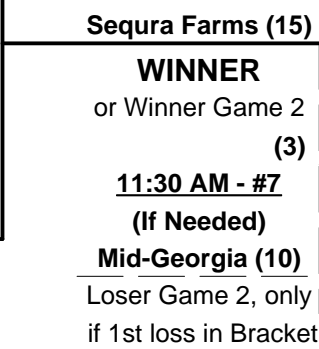 Sequra Farms (15)
WINNER
or Winner Game 2
(3)
11:30 AM - #7
(If Needed)
Mid-Georgia (10)
Loser Game 2, only
if 1st loss in Bracket